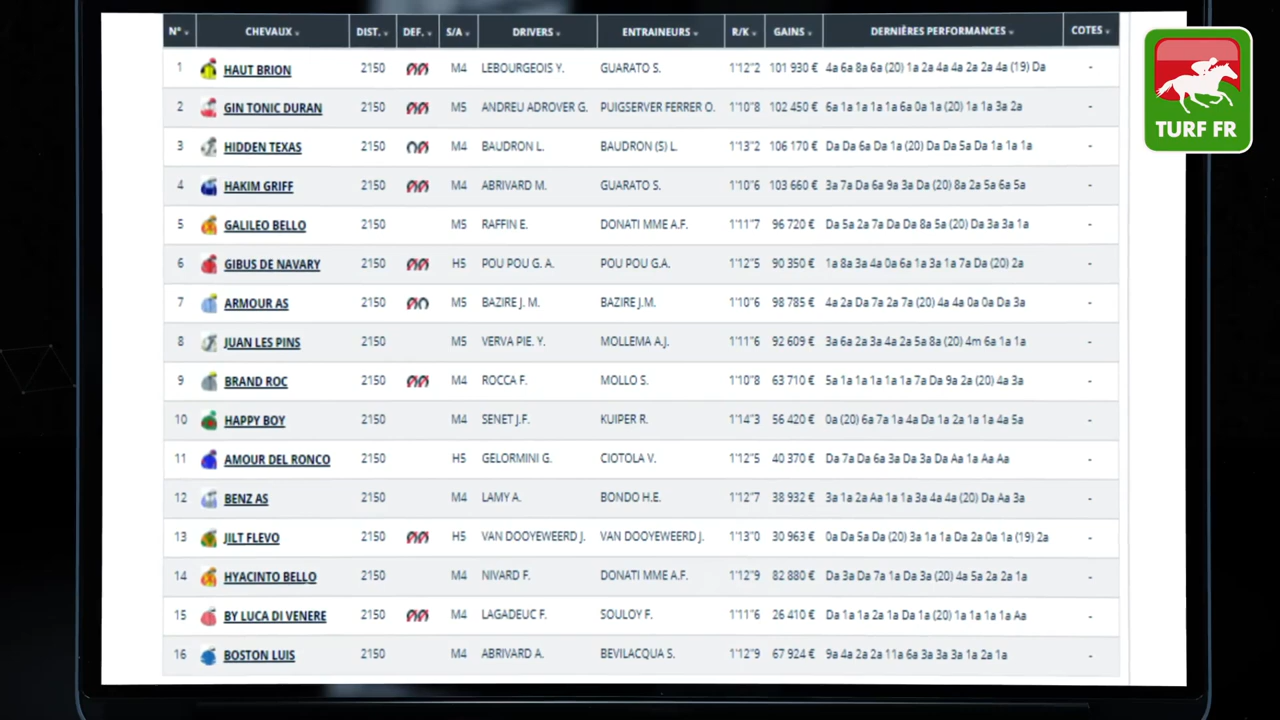 N° CHEVAUX DIST. DEF. S/A DRIVERS ENTRAINEURS R/K GAINS DERNIÈRES PERFORMANCES COTES
1 HAUT BRION 2150 M4 LEBOURGEOIS Y. GUARATO S. 1'12"2 101 930 € 4a 6a 8a 6a (20) 1a 2a 4a 4a 2a 2a 4a (19) Da -
2 GIN TONIC DURAN 2150 M5 ANDREU ADROVER G. PUIGSERVER FERRER O. 1'10"8 102 450 € 6a 1a 1a 1a 1a 6a 0a 1a (20) 1a 1a 3a 2a -
3 HIDDEN TEXAS 2150 M4 BAUDRON L. BAUDRON (S) L. 1'13"2 106 170 € Da Da 6a Da 1a (20) Da Da 5a Da 1a 1a 1a -
4 HAKIM GRIFF 2150 M4 ABRIVARD M. GUARATO S. 1'10"6 103 660 € 3a 7a Da 6a 9a 3a Da (20) 8a 2a 5a 6a 5a -
5 GALILEO BELLO 2150 M5 RAFFIN E. DONATI MME A.F. 1'11"7 96 720 € Da 5a 2a 7a Da Da 8a 5a (20) Da 3a 3a 1a -
6 GIBUS DE NAVARY 2150 H5 POU POU G. A. POU POU G.A. 1'12"5 90 350 € 1a 8a 3a 4a 0a 6a 1a 3a 1a 7a Da (20) 2a -
7 ARMOUR AS 2150 M5 BAZIRE J. M. BAZIRE J.M. 1'10"6 98 785 € 4a 2a Da 7a 2a 7a (20) 4a 4a 0a 0a Da 3a -
8 JUAN LES PINS 2150 M5 VERVA PIE. Y. MOLLEMA A.J. 1'11"6 92 609 € 3a 6a 2a 3a 4a 2a 5a 8a (20) 4m 6a 1a 1a -
9 BRAND ROC 2150 M4 ROCCA F. MOLLO S. 1'10"8 63 710 € 5a 1a 1a 1a 1a 1a 7a Da 9a 2a (20) 4a 3a -
10 HAPPY BOY 2150 M4 SENET J.F. KUIPER R. 1'14"3 56 420 € 0a (20) 6a 7a 1a 4a Da 1a 2a 1a 1a 4a 5a -
11 AMOUR DEL RONCO 2150 H5 GELORMINI G. CIOTOLA V. 1'12"5 40 370 € Da 7a Da 6a 3a Da 3a Da Aa 1a Aa Aa -
12 BENZ AS 2150 M4 LAMY A. BONDO H.E. 1'12"7 38 932 € 3a 1a 2a Aa 1a 1a 3a 4a 4a (20) Da Aa 3a -
13 JILT FLEVO 2150 H5 VAN DOOYEWEERD J. VAN DOOYEWEERD J. 1'13"0 30 963 € 0a Da 5a Da (20) 3a 1a 1a Da 2a 0a 1a (19) 2a -
14 HYACINTO BELLO 2150 M4 NIVARD F. DONATI MME A.F. 1'12"9 82 880 € Da 3a Da 7a 1a Da 3a (20) 4a 5a 2a 2a 1a -
15 BY LUCA DI VENERE 2150 M4 LAGADEUC F. SOULOY F. 1'11"6 26 410 € Da 1a 1a 2a 1a Da 1a (20) 1a 1a 1a 1a Aa -
16 BOSTON LUIS 2150 M4 ABRIVARD A. BEVILACQUA S. 1'12"9 67 924 € 9a 4a 2a 2a 11a 6a 3a 3a 3a 1a 2a 1a -
TURF FR